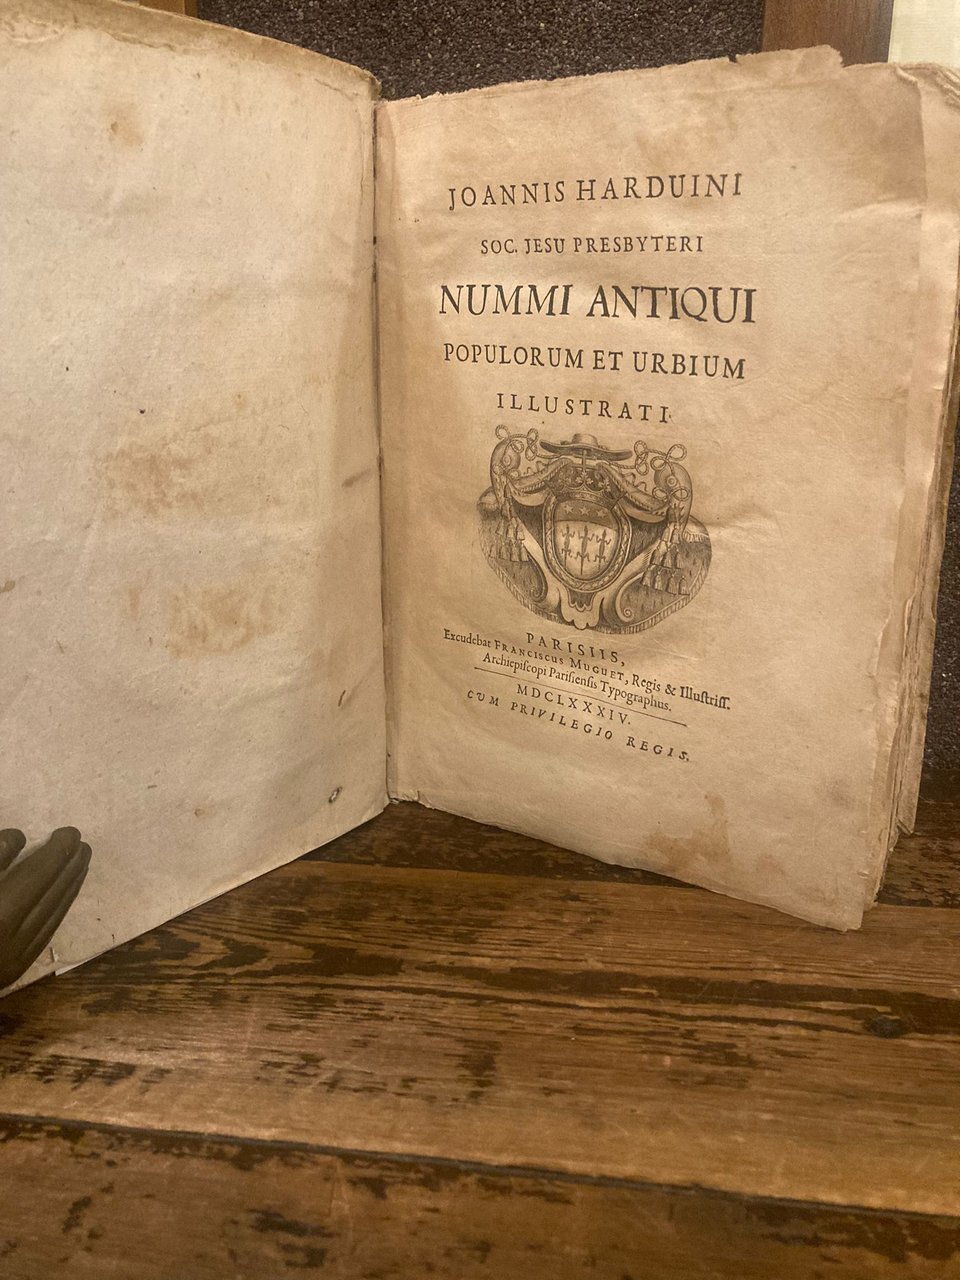 JOANNIS HARDUINI
SOC. JESU PRESBYTERI
NUMMI ANTIQUI
POPULORUM ET URBIUM
ILLUSTRATI
PARISIIS,
Excudebat FRANCISCUS MUGUET, Regis & Illustriſſ.
Archiepiſcopi Pariſienſis Typographus.
MDCLXXXIV.
CUM PRIVILEGIO REGIS.